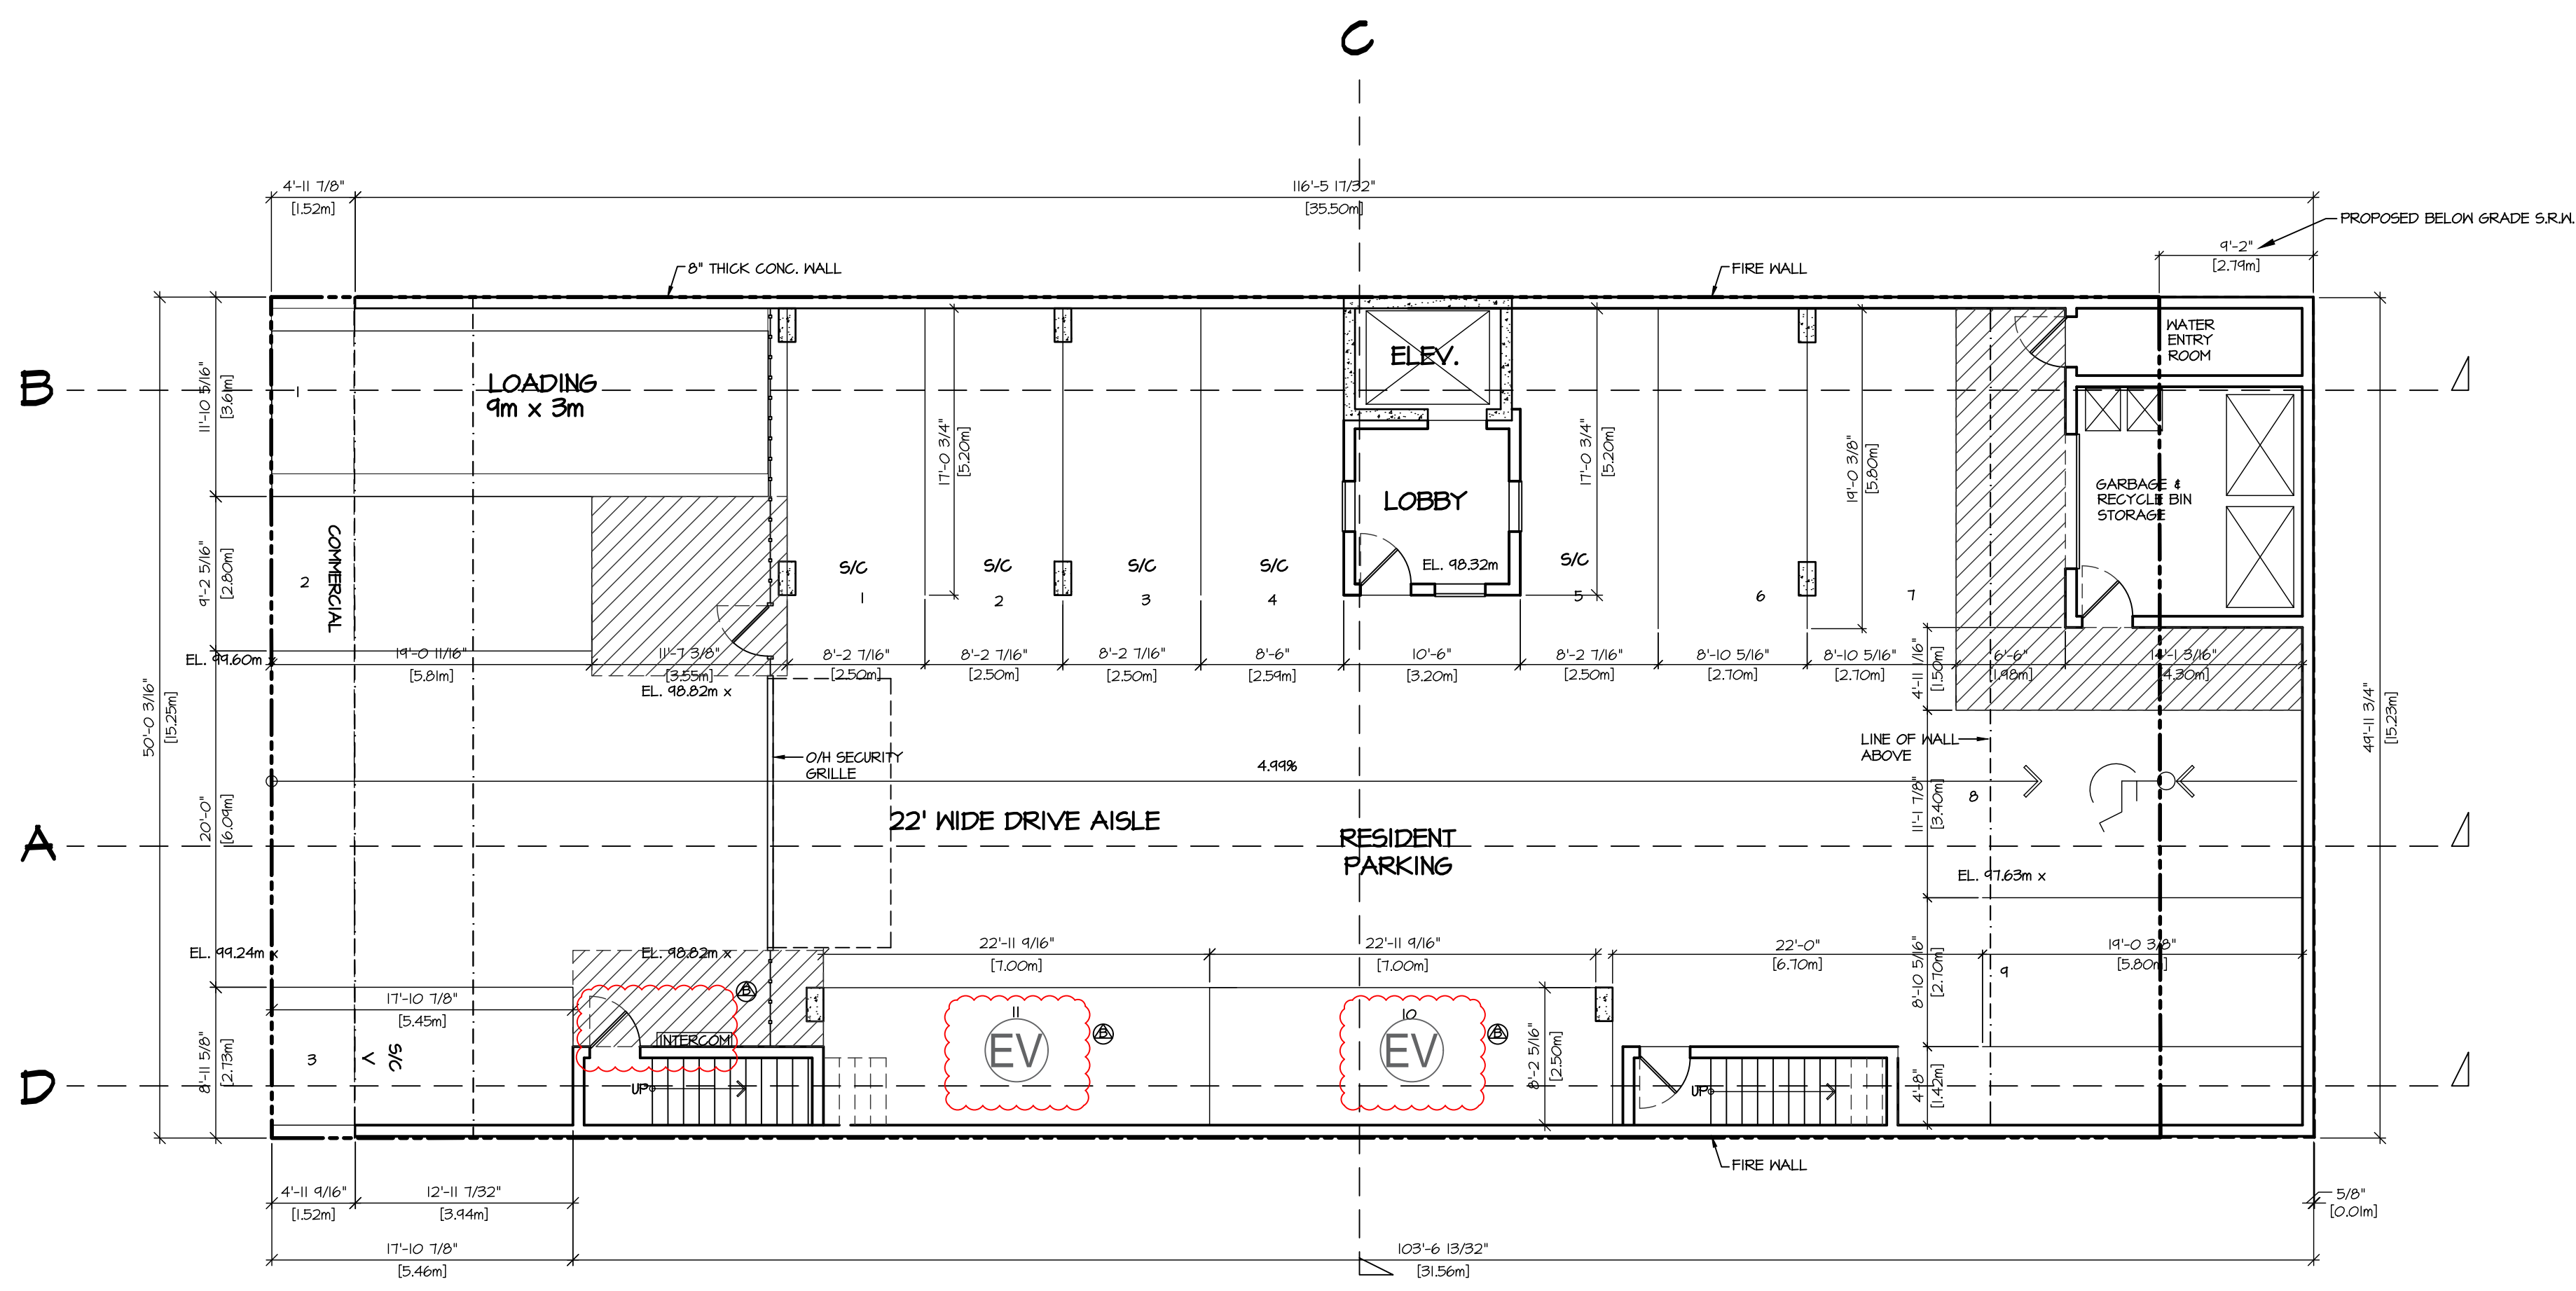 C
4'-11 7/8"
[1.52m]
116'-5 17/32"
[35.50m]
PROPOSED BELOW GRADE S.R.W.
9'-2"
[2.79m]
8" THICK CONC. WALL
FIRE WALL
B
11'-10 5/16"
[3.61m]
1
LOADING
9m x 3m
ELEV.
WATER
ENTRY
ROOM
17'-0 3/4"
[5.20m]
LOBBY
17'-0 3/4"
[5.20m]
19'-0 3/8"
[5.80m]
GARBAGE &
RECYCLE BIN
STORAGE
9'-2 5/16"
[2.80m]
2
COMMERCIAL
S/C
1
S/C
2
S/C
3
S/C
4
EL. 98.32m
S/C
5
6
7
EL. 99.60m x
19'-0 11/16"
[5.81m]
11'-7 3/8"
[3.55m]
EL. 98.82m x
8'-2 7/16"
[2.50m]
8'-2 7/16"
[2.50m]
8'-2 7/16"
[2.50m]
8'-6"
[2.59m]
10'-6"
[3.20m]
8'-2 7/16"
[2.50m]
8'-10 5/16"
[2.70m]
8'-10 5/16"
[2.70m]
4'-11 1/16"
[1.50m]
6'-6"
[1.98m]
14'-1 3/16"
[4.30m]
50'-0 3/16"
[15.25m]
49'-11 3/4"
[15.23m]
O/H SECURITY
GRILLE
4.99%
LINE OF WALL
ABOVE
20'-0"
[6.09m]
22' WIDE DRIVE AISLE
RESIDENT
PARKING
11'-1 7/8"
[3.40m]
8
A
EL. 97.63m x
EL. 99.24m x
EL. 98.82m x
22'-11 9/16"
[7.00m]
22'-11 9/16"
[7.00m]
22'-0"
[6.70m]
8'-10 5/16"
[2.70m]
19'-0 3/8"
[5.80m]
9
17'-10 7/8"
[5.45m]
B
INTERCOM
11
EV
B
10
EV
B
8'-2 5/16"
[2.50m]
8'-11 5/8"
[2.73m]
3
V
S/C
D
UP
UP
4'-8"
[1.42m]
FIRE WALL
4'-11 9/16"
[1.52m]
12'-11 7/32"
[3.94m]
5/8"
[0.01m]
17'-10 7/8"
[5.46m]
103'-6 13/32"
[31.56m]